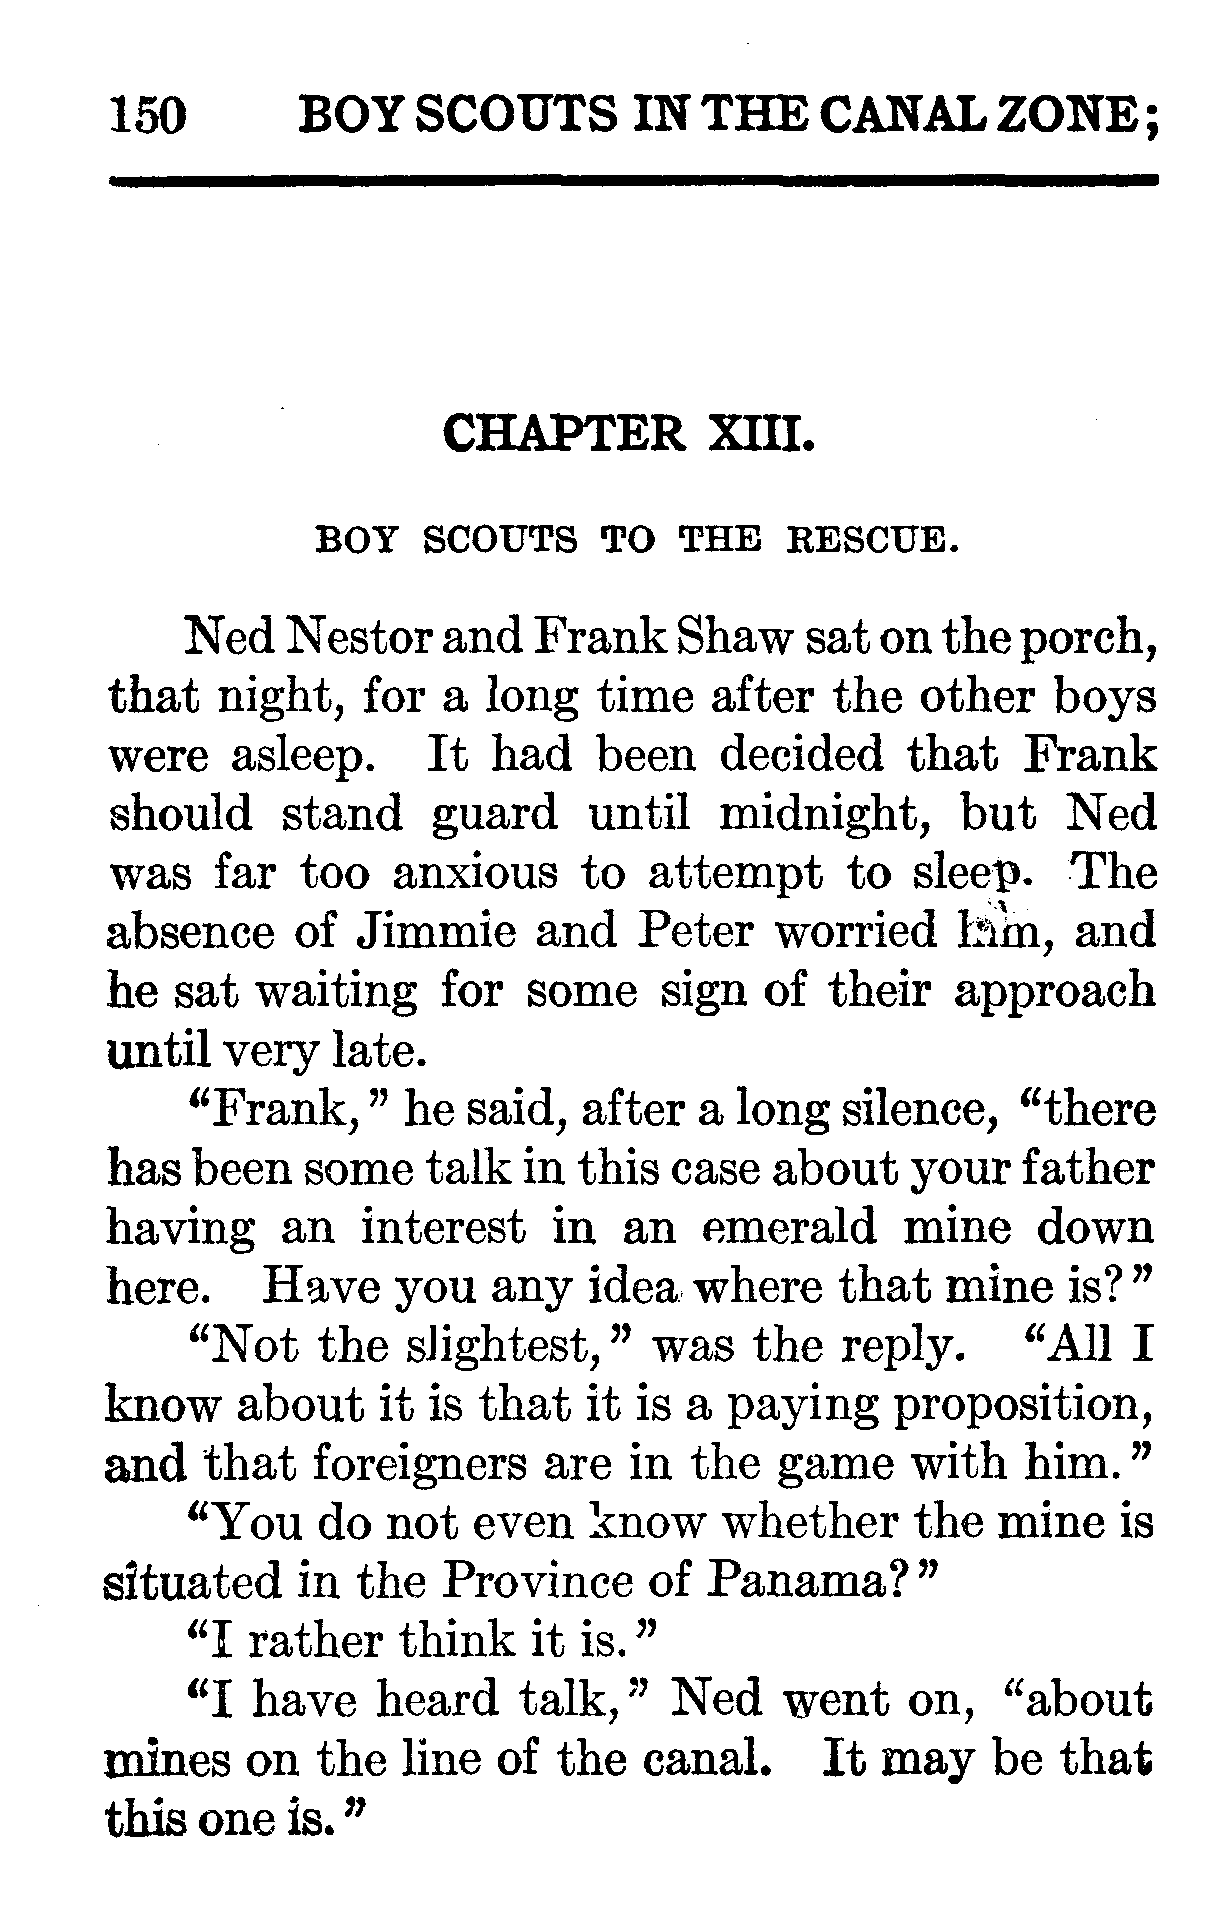 150 BOY SCOUTS IN THE CANAL ZONE;
CHAPTER XIII.
BOY SCOUTS TO THE RESCUE.
Ned Nestor and Frank Shaw sat on the porch,
that night, for a long time after the other boys
were asleep. It had been decided that Frank
should stand guard until midnight, but Ned
was far too anxious to attempt to sleep. The
absence of Jimmie and Peter worried him, and
he sat waiting for some sign of their approach
until very late.
“Frank,” he said, after a long silence, “there
has been some talk in this case about your father
having an interest in an emerald mine down
here. Have you any idea where that mine is?”
“Not the slightest,” was the reply. “All I
know about it is that it is a paying proposition,
and that foreigners are in the game with him.”
“You do not even know whether the mine is
situated in the Province of Panama?”
“I rather think it is.”
“I have heard talk,” Ned went on, “about
mines on the line of the canal. It may be that
this one is.”